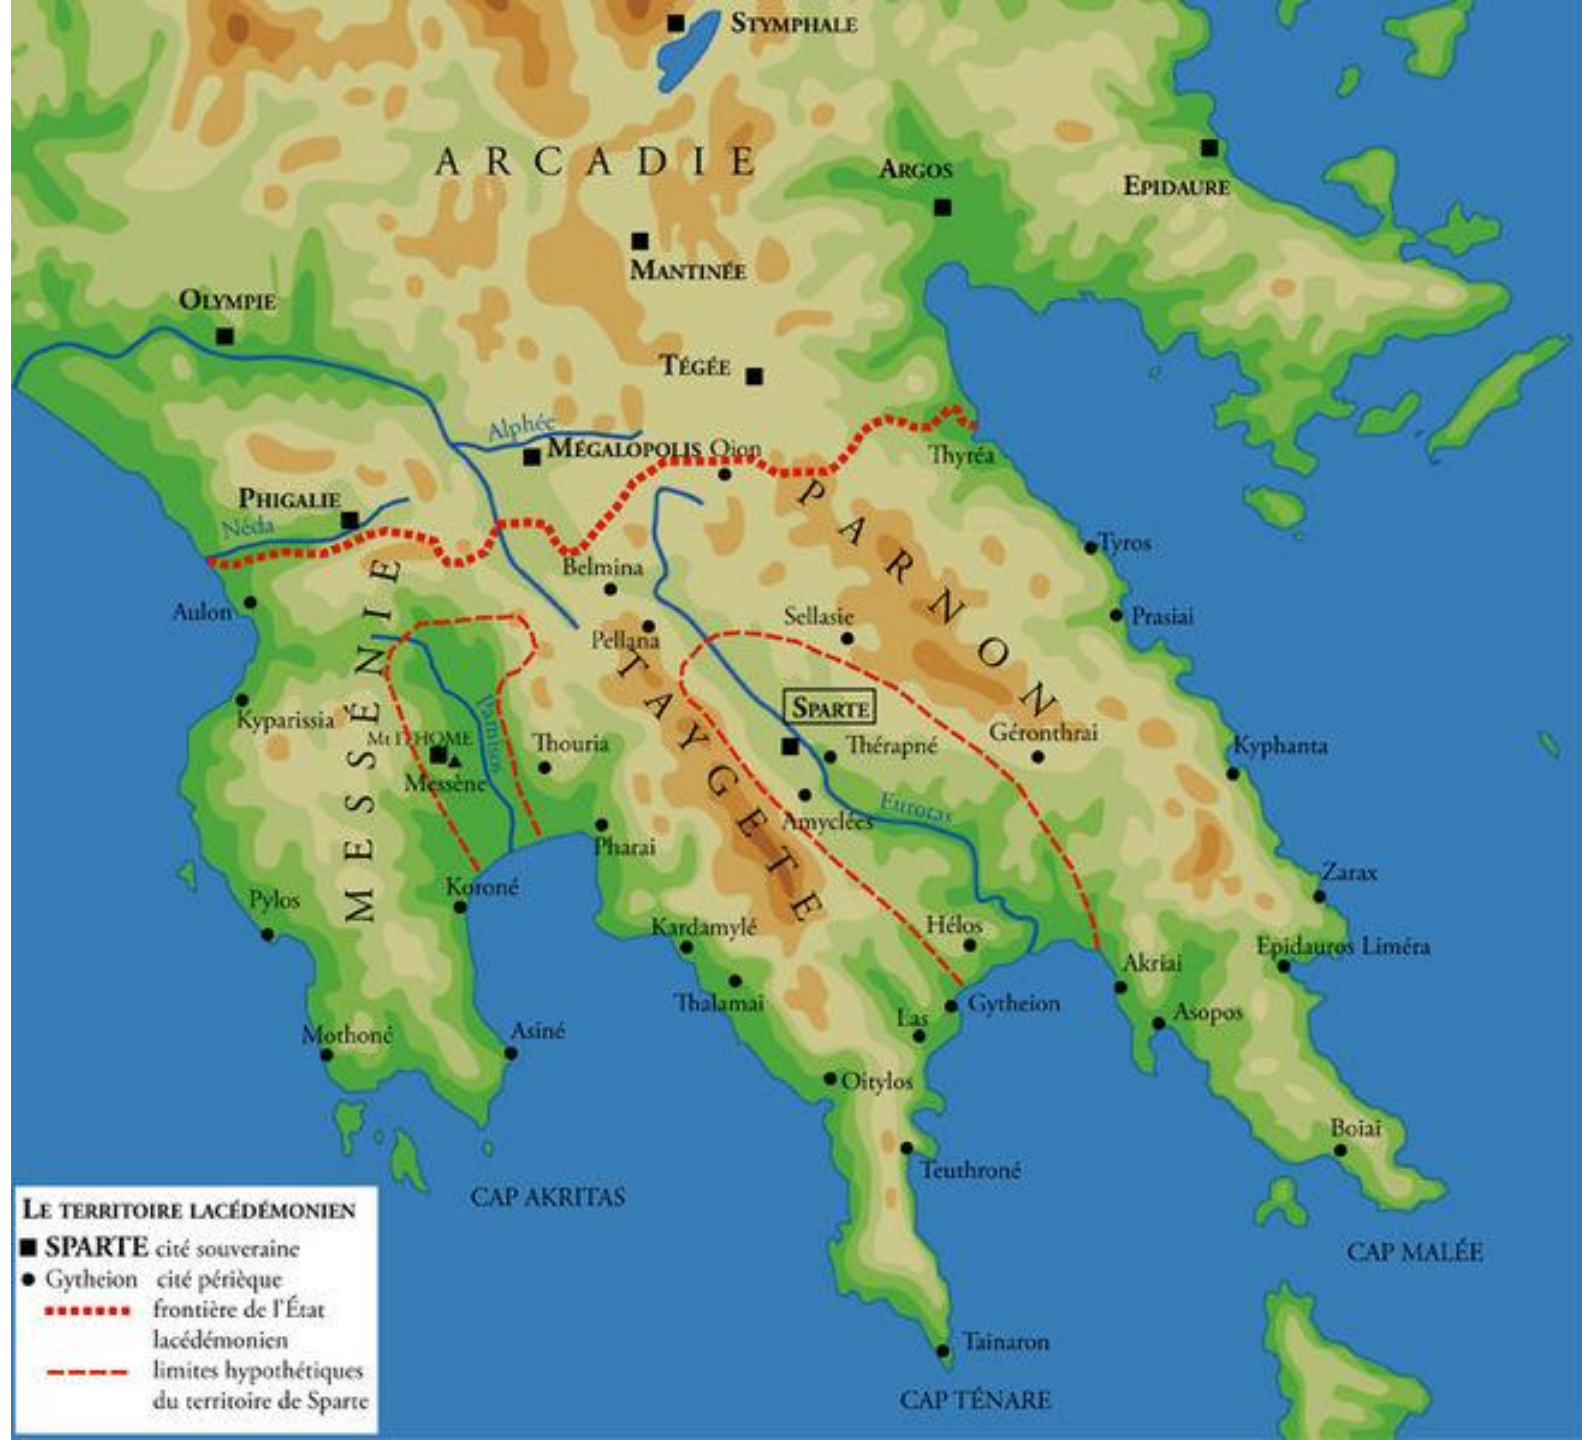 STYMPHALE
ARCADIE
ARGOS
EPIDAURE
MANTINÉE
OLYMPIE
TÉGÉE
Alphée
MÉGALOPOLIS
Oion
Thyréa
PHIGALIE
Néda
PARNON
Tyros
Belmina
Aulon
Sellasie
Prasiai
Pellana
MESSÉNIE
TAYGETE
Kyparissia
SPARTE
Pamisos
Mt ITHOME
Thouria
Thérapné
Géronthrai
Kyphanta
Messène
Amyclées
Eurotas
Pharai
Koroné
Zarax
Pylos
Kardamylé
Hélos
Epidauros Liméra
Akriai
Thalamai
Gytheion
Las
Asopos
Mothoné
Asiné
Oitylos
Boiai
Teuthroné
CAP AKRITAS
CAP MALÉE
Tainaron
CAP TÉNARE
LE TERRITOIRE LACÉDÉMONIEN
SPARTE cité souveraine
Gytheion cité périèque
frontière de l'État
lacédémonien
limites hypothétiques
du territoire de Sparte